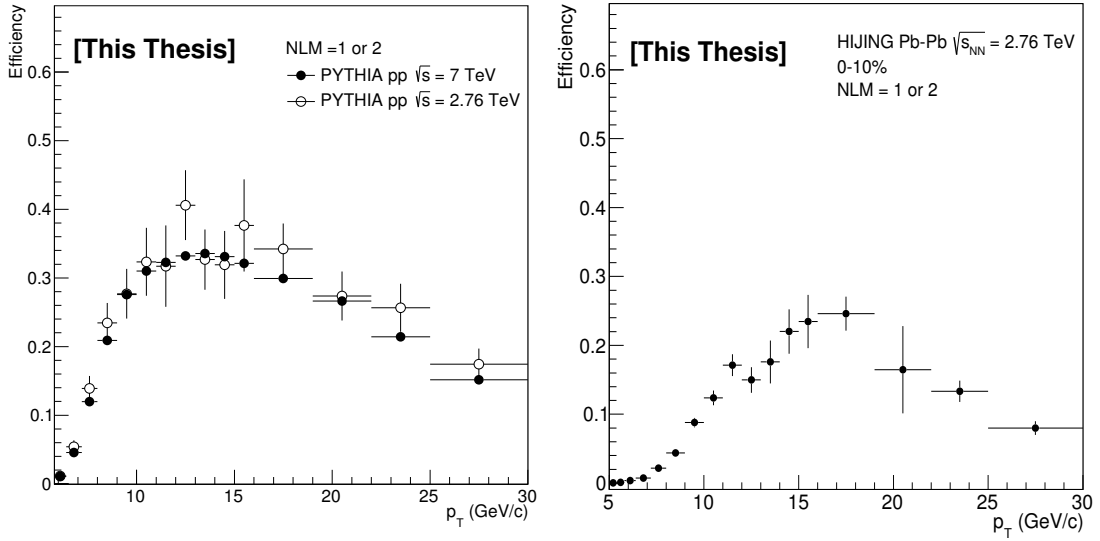 Efficiency
[This Thesis]
NLM =1 or 2
PYTHIA pp √s = 7 TeV
PYTHIA pp √s = 2.76 TeV
0.6
0.5
0.4
0.3
0.2
0.1
0
10 15 20 25 30
p_T (GeV/c)
Efficiency
[This Thesis]
HIJING Pb-Pb √s_NN = 2.76 TeV
0-10%
NLM = 1 or 2
0.6
0.5
0.4
0.3
0.2
0.1
0
5 10 15 20 25 30
p_T (GeV/c)